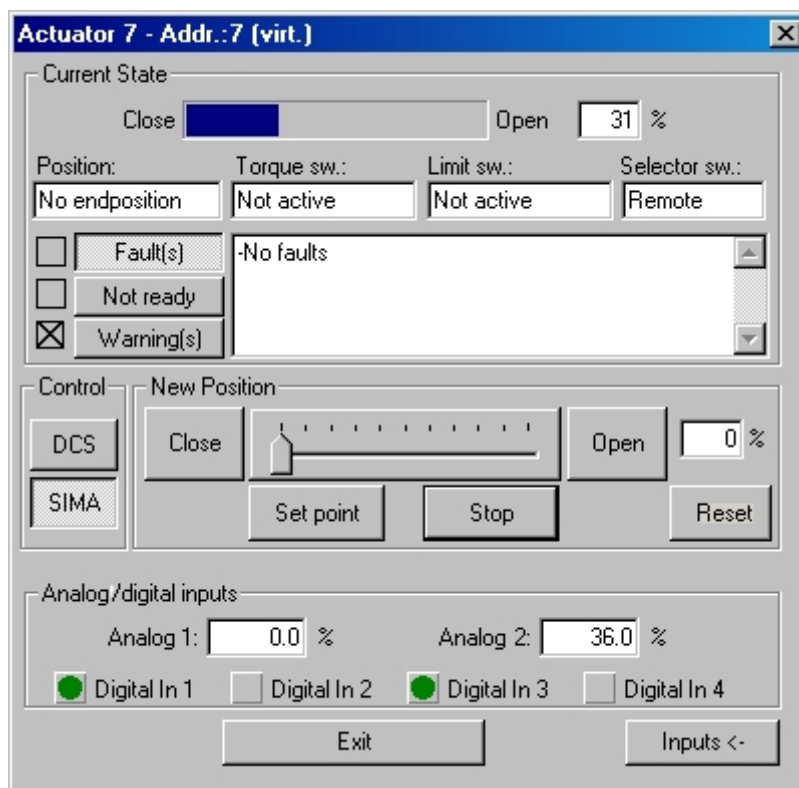 Actuator 7 - Addr.:7 (virt.)
Current State
Close Open 31 %
Position: Torque sw.: Limit sw.: Selector sw.:
No endposition Not active Not active Remote
Fault(s) -No faults
Not ready
Warning(s)
Control New Position
DCS Close Open 0 %
SIMA Set point Stop Reset
Analog/digital inputs
Analog 1: 0.0 % Analog 2: 36.0 %
Digital In 1 Digital In 2 Digital In 3 Digital In 4
Exit Inputs <-